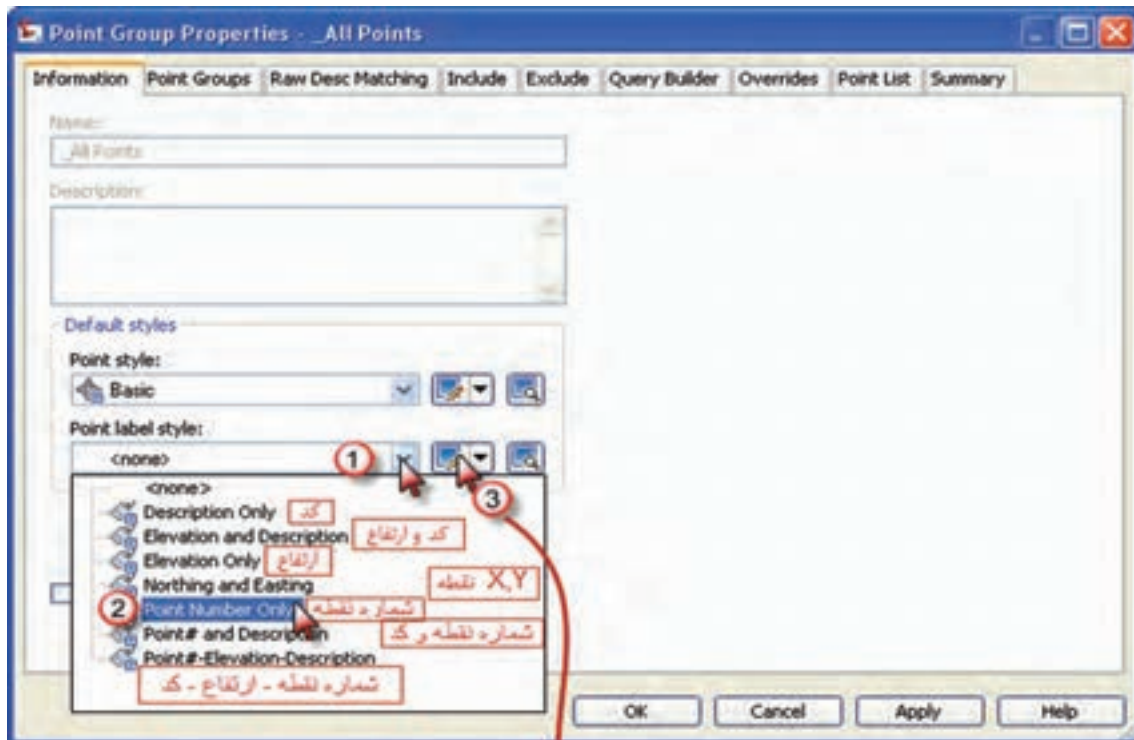 Point Group Properties - _All Points
Information Point Groups Raw Desc Matching Include Exclude Query Builder Overrides Point List Summary
Name:
_All Points
Description:
Default styles
Point style:
Basic
Point label style:
<none> 1
3
<none>
Description Only کد
Elevation and Description کد و ارتفاع
Elevation Only ارتفاع
Northing and Easting X,Y نقطه
2 Point Number Only شماره نقطه
Point# and Description شماره نقطه و کد
Point#-Elevation-Description
شماره نقطه - ارتفاع - کد
OK Cancel Apply Help